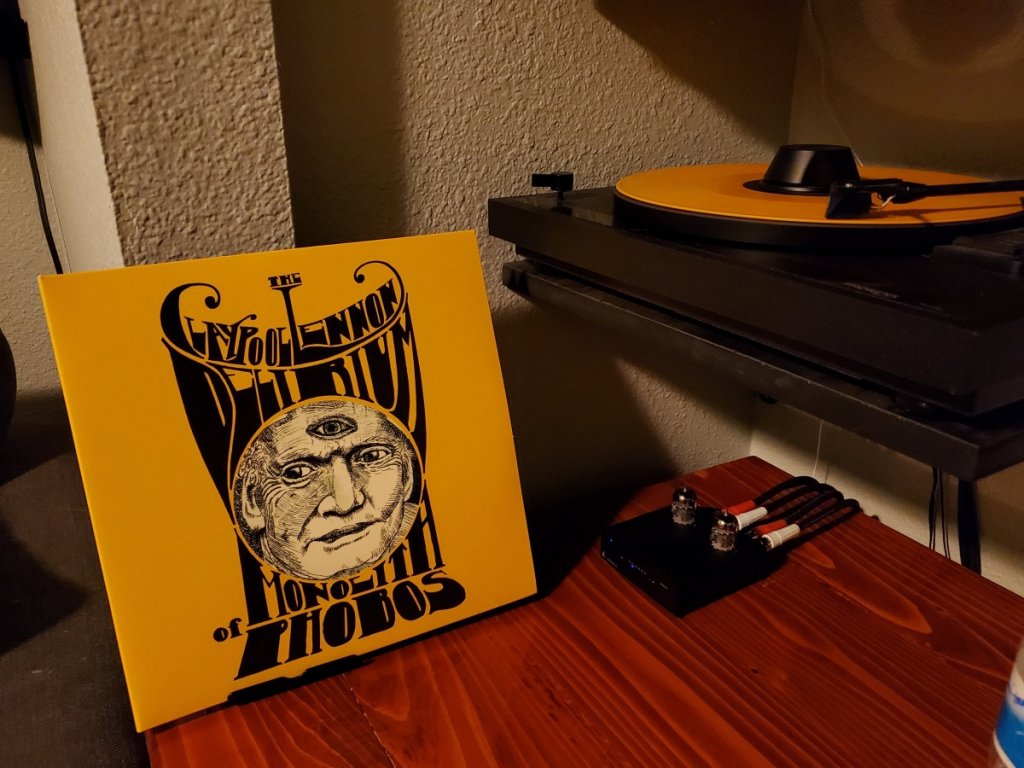 THE
CLAYPOOL LENNON
DELIRIUM
MONOLITH
of PHOBOS